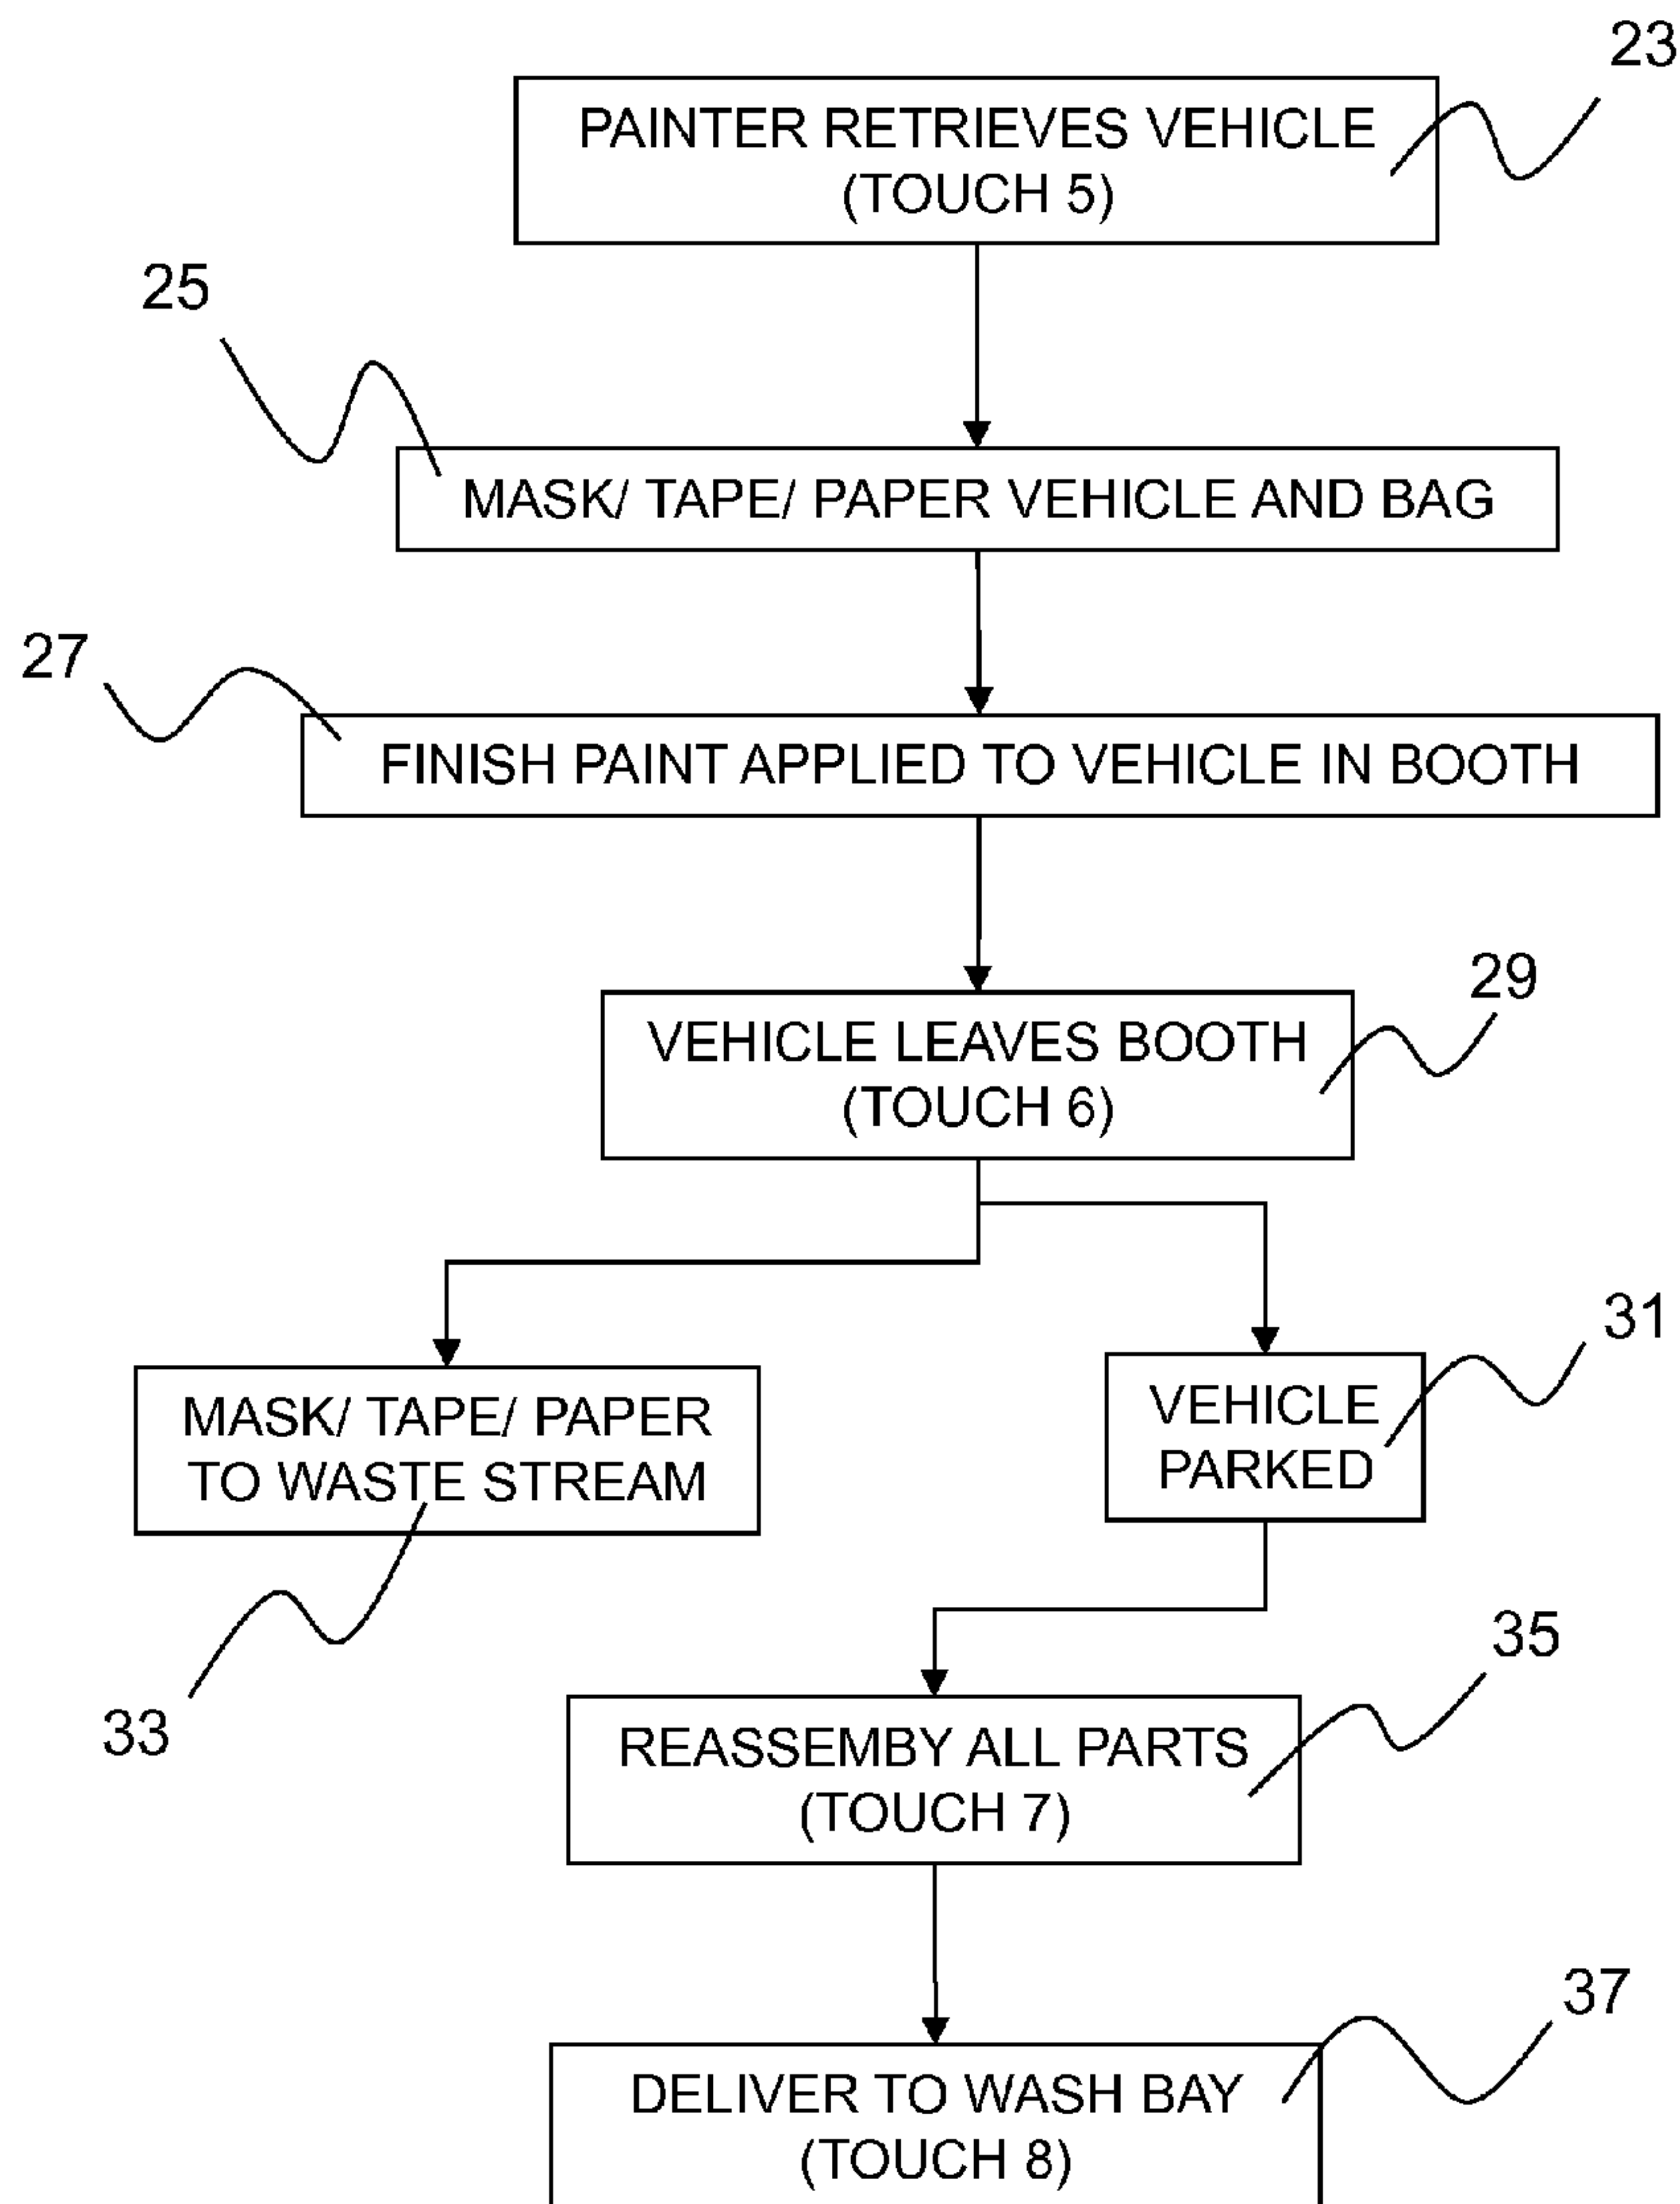 23
PAINTER RETRIEVES VEHICLE
(TOUCH 5)
25
MASK/ TAPE/ PAPER VEHICLE AND BAG
27
FINISH PAINT APPLIED TO VEHICLE IN BOOTH
29
VEHICLE LEAVES BOOTH
(TOUCH 6)
31
MASK/ TAPE/ PAPER
TO WASTE STREAM
VEHICLE
PARKED
33
35
REASSEMBY ALL PARTS
(TOUCH 7)
37
DELIVER TO WASH BAY
(TOUCH 8)